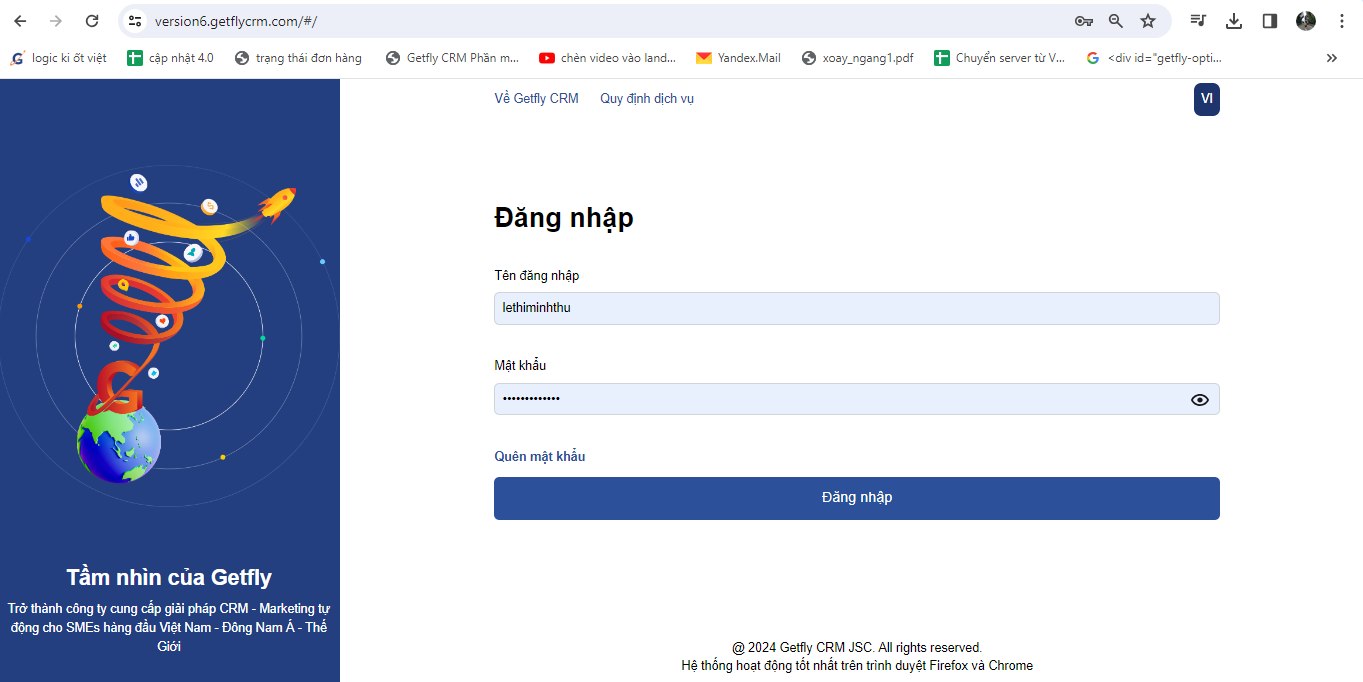 version6.getflycrm.com/#/
logic ki ốt việt
cập nhật 4.0
trạng thái đơn hàng
Getfly CRM Phần m...
chèn video vào land...
Yandex.Mail
xoay_ngang1.pdf
Chuyển server từ V...
<div id="getfly-opti...
Về Getfly CRM
Quy định dịch vụ
VI
Đăng nhập
Tên đăng nhập
lethiminhthu
Mật khẩu
•••••••••••••
Quên mật khẩu
Đăng nhập
Tầm nhìn của Getfly
Trở thành công ty cung cấp giải pháp CRM - Marketing tự
động cho SMEs hàng đầu Việt Nam - Đông Nam Á - Thế
Giới
@ 2024 Getfly CRM JSC. All rights reserved.
Hệ thống hoạt động tốt nhất trên trình duyệt Firefox và Chrome